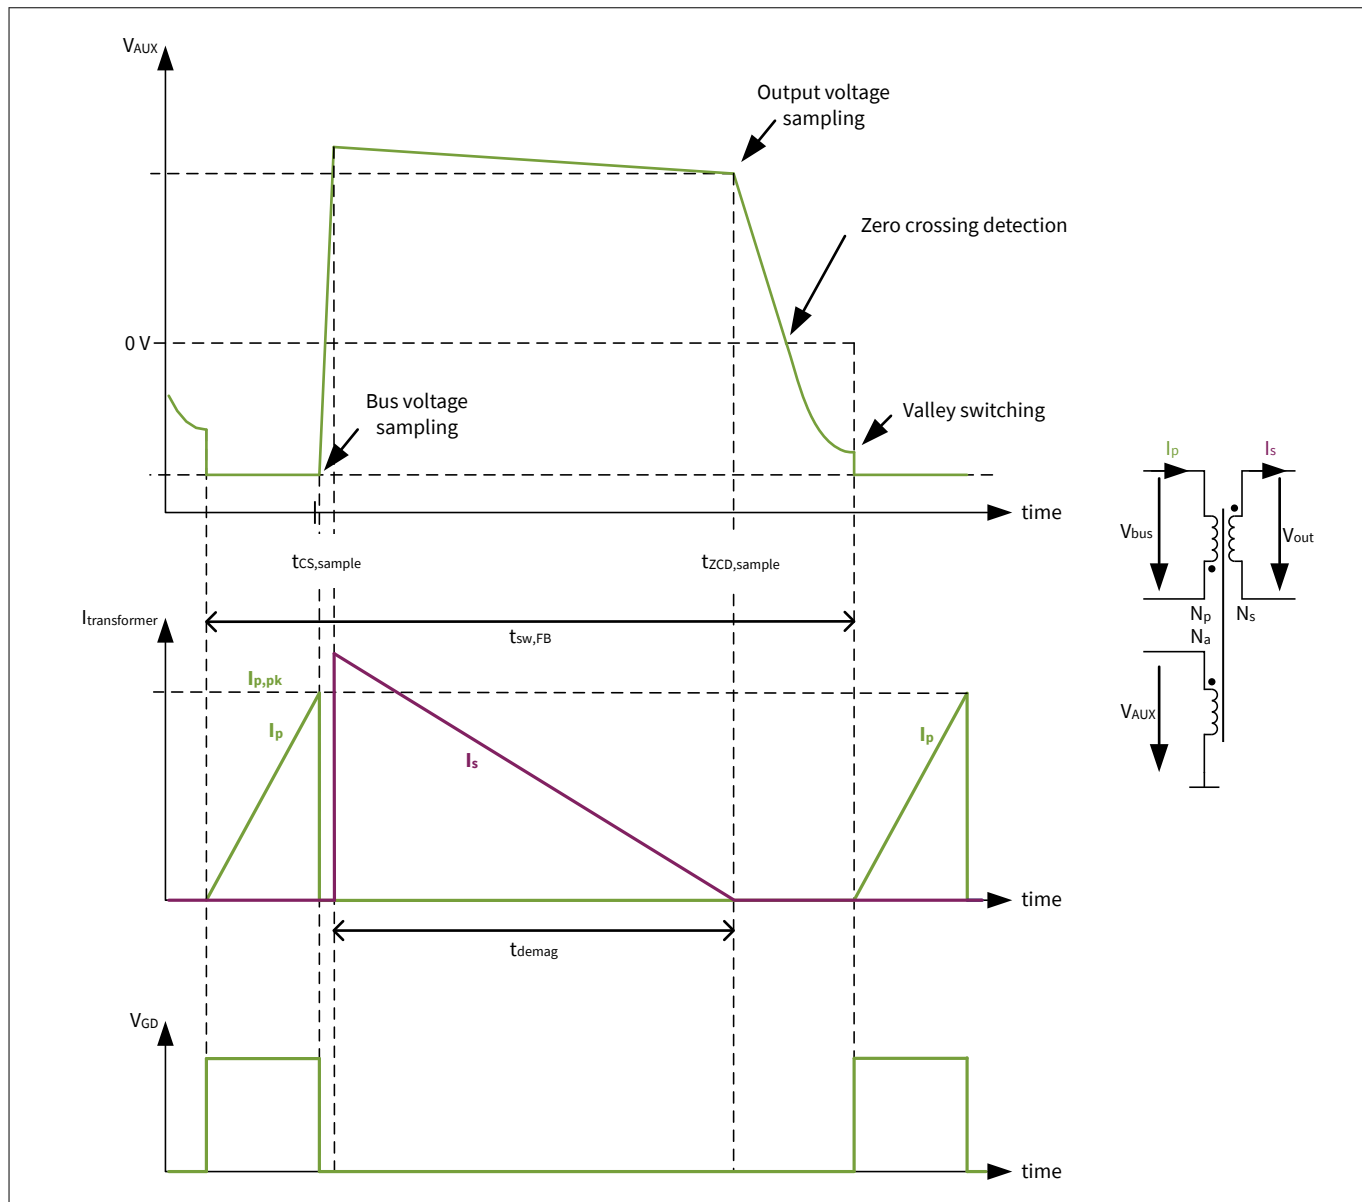 VAUX
Output voltage
sampling
Zero crossing detection
0 V
Bus voltage
sampling
Valley switching
time
tCS,sample
tZCD,sample
Ip
Is
Vbus
Vout
Np
Ns
Na
VAUX
Itransformer
tsw,FB
Ip,pk
Ip
Is
Ip
time
tdemag
VGD
time